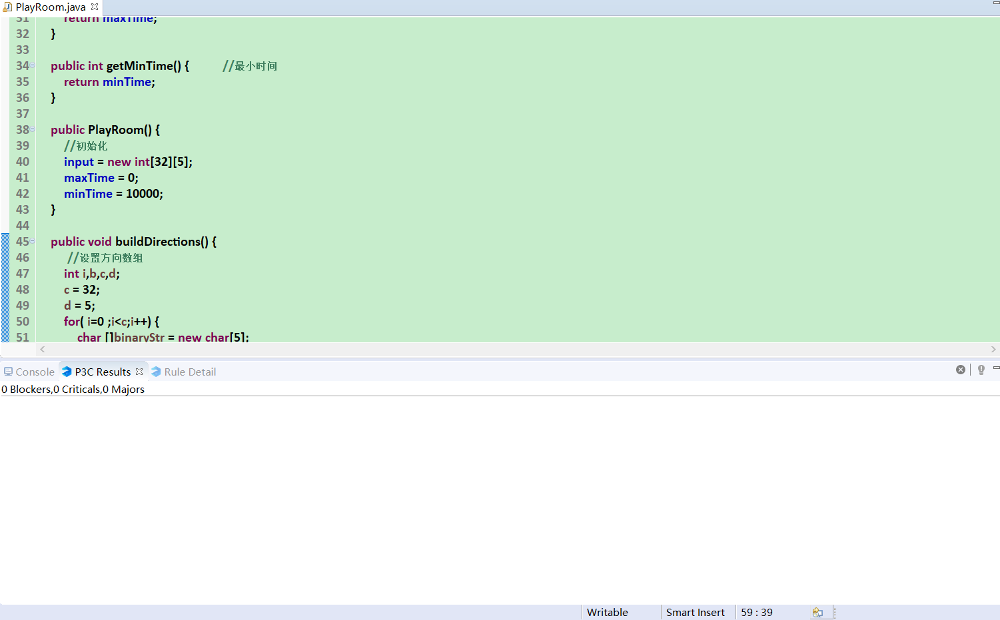 PlayRoom.java
31 return maxTime;
32 }
33
34 public int getMinTime() { //最小时间
35 return minTime;
36 }
37
38 public PlayRoom() {
39 //初始化
40 input = new int[32][5];
41 maxTime = 0;
42 minTime = 10000;
43 }
44
45 public void buildDirections() {
46 //设置方向数组
47 int i,b,c,d;
48 c = 32;
49 d = 5;
50 for( i=0 ;i<c;i++) {
51 char []binaryStr = new char[5];
Console P3C Results Rule Detail
0 Blockers,0 Criticals,0 Majors
Writable Smart Insert 59 : 39